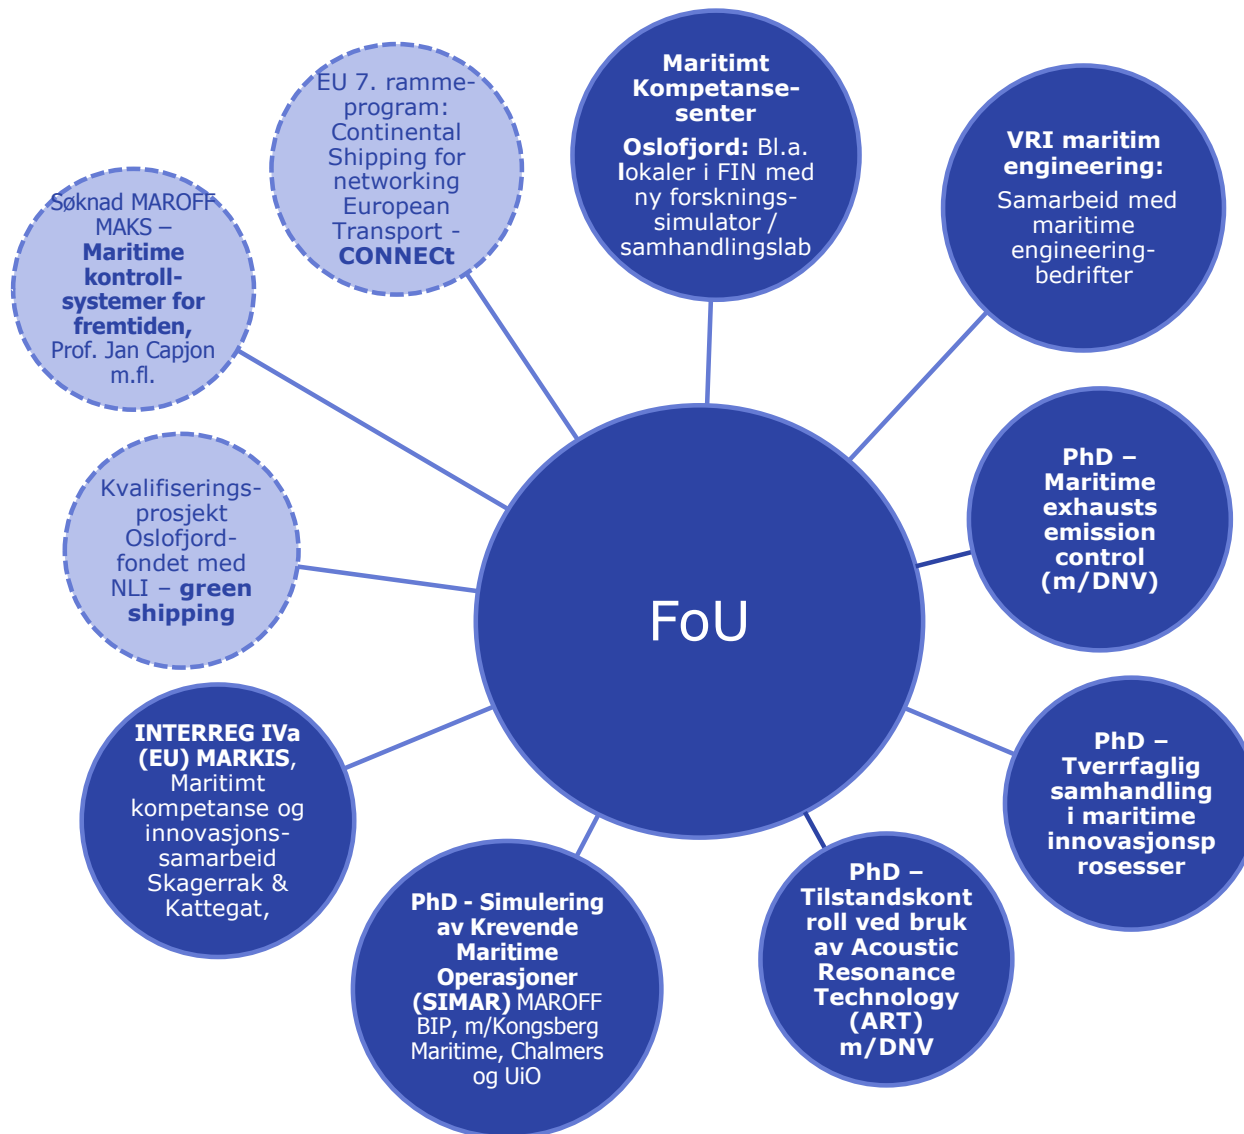 EU 7. ramme-
program:
Continental
Shipping for
networking
European
Transport -
CONNECt
Maritimt
Kompetanse-
senter
Oslofjord: Bl.a.
lokaler i FIN med
ny forsknings-
simulator /
samhandlingslab
VRI maritim
engineering:
Samarbeid med
maritime
engineering-
bedrifter
Søknad MAROFF
MAKS –
Maritime
kontroll-
systemer for
fremtiden,
Prof. Jan Capjon
m.fl.
PhD –
Maritime
exhausts
emission
control
(m/DNV)
Kvalifiserings-
prosjekt
Oslofjord-
fondet med
NLI – green
shipping
FoU
PhD –
Tverrfaglig
samhandling
i maritime
innovasjonsp
rosesser
INTERREG IVa
(EU) MARKIS,
Maritimt
kompetanse og
innovasjons-
samarbeid
Skagerrak &
Kattegat,
PhD - Simulering
av Krevende
Maritime
Operasjoner
(SIMAR) MAROFF
BIP, m/Kongsberg
Maritime, Chalmers
og UiO
PhD –
Tilstandskont
roll ved bruk
av Acoustic
Resonance
Technology
(ART)
m/DNV